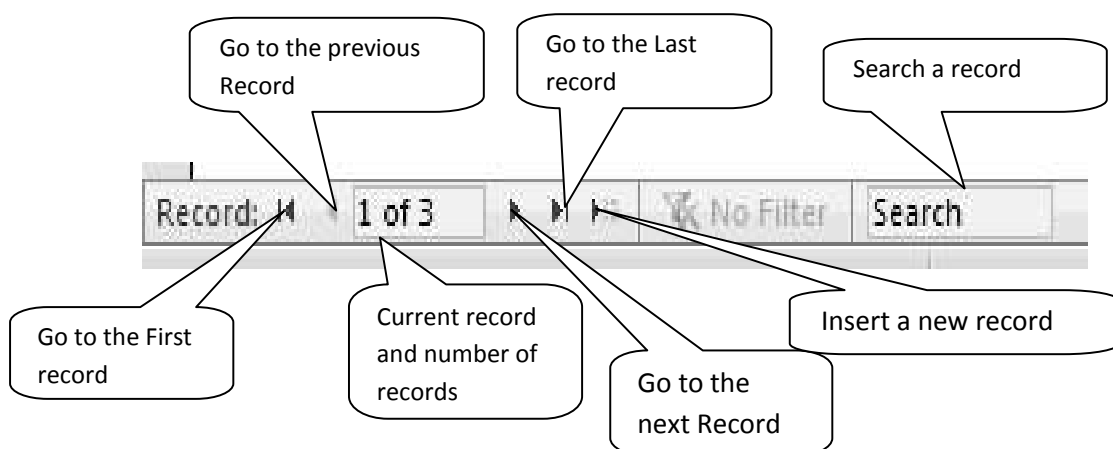 Go to the previous
Record
Go to the Last
record
Search a record
Record:
1 of 3
No Filter
Search
Go to the First
record
Current record
and number of
records
Go to the
next Record
Insert a new record